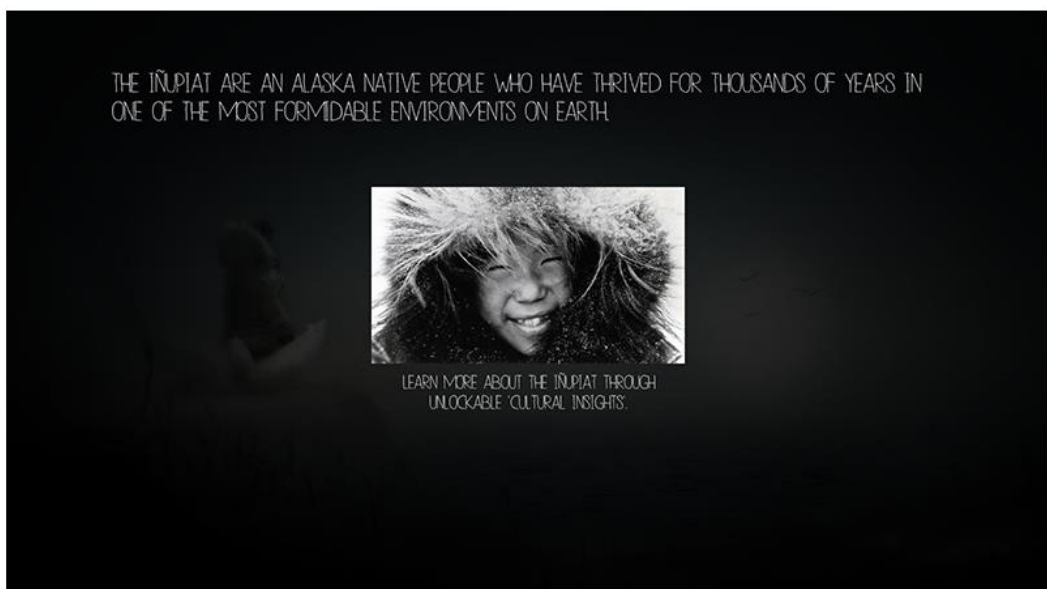 THE IÑUPIAT ARE AN ALASKA NATIVE PEOPLE WHO HAVE THRIVED FOR THOUSANDS OF YEARS IN
ONE OF THE MOST FORMIDABLE ENVIRONMENTS ON EARTH.
LEARN MORE ABOUT THE IÑUPIAT THROUGH
UNLOCKABLE 'CULTURAL INSIGHTS'.